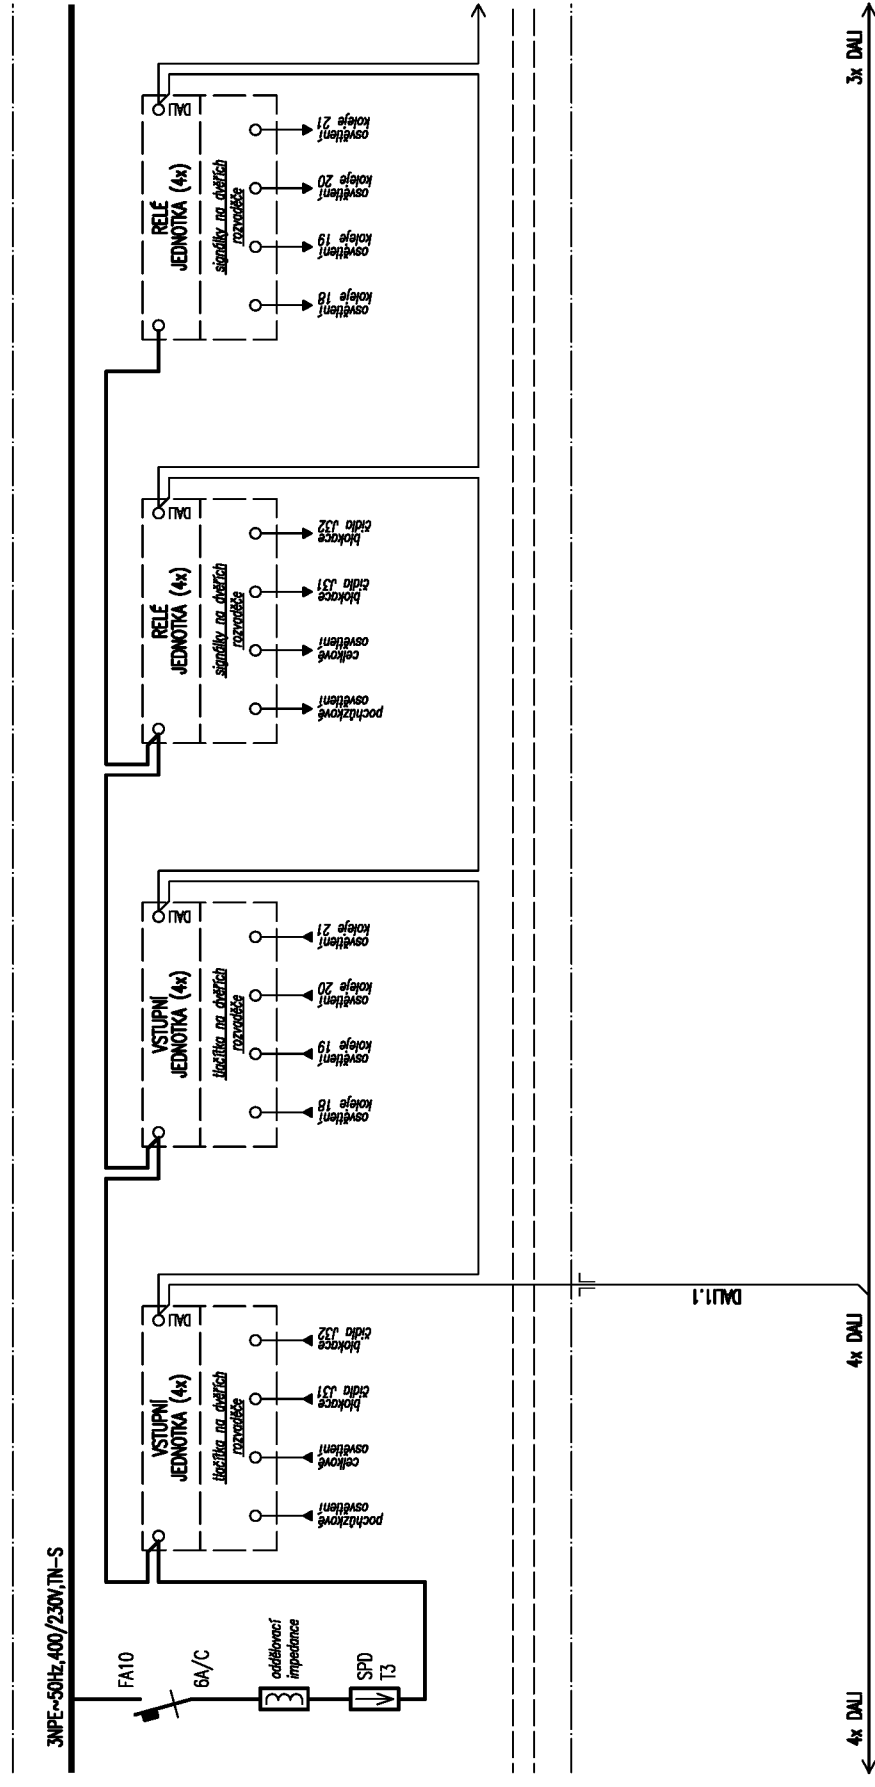 3NPE~50Hz,400/230V,TN-S
FA10
6A/C
oddělovací
impedance
SPD
T3
VSTUPNÍ
JEDNOTKA (4x)
DALI
tlačítka na dvěřích
rozvaděče
pochůzkové
osvětlení
celkové
osvětlení
blokace
čidla J31
blokace
čidla J32
VSTUPNÍ
JEDNOTKA (4x)
DALI
tlačítka na dvěřích
rozvaděče
osvětlení
koleje 18
osvětlení
koleje 19
osvětlení
koleje 20
osvětlení
koleje 21
RELÉ
JEDNOTKA (4x)
DALI
signálky na dvěřích
rozvaděče
pochůzkové
osvětlení
celkové
osvětlení
blokace
čidla J31
blokace
čidla J32
RELÉ
JEDNOTKA (4x)
DALI
signálky na dvěřích
rozvaděče
osvětlení
koleje 18
osvětlení
koleje 19
osvětlení
koleje 20
osvětlení
koleje 21
DALI1.1
4x DALI
4x DALI
3x DALI